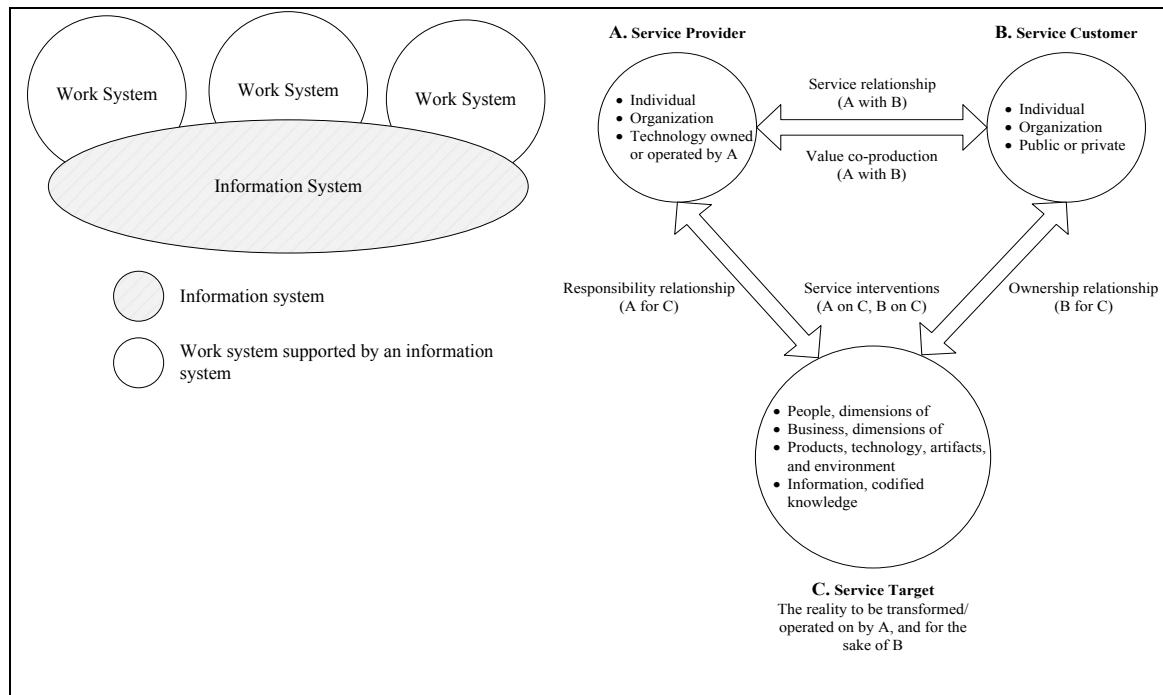 Work System
Work System
Work System
Information System
Information system
Work system supported by an information
system
A. Service Provider
• Individual
• Organization
• Technology owned
or operated by A
Service relationship
(A with B)
Value co-production
(A with B)
B. Service Customer
• Individual
• Organization
• Public or private
Responsibility relationship
(A for C)
Service interventions
(A on C, B on C)
Ownership relationship
(B for C)
• People, dimensions of
• Business, dimensions of
• Products, technology, artifacts,
and environment
• Information, codified
knowledge
C. Service Target
The reality to be transformed/
operated on by A, and for the
sake of B